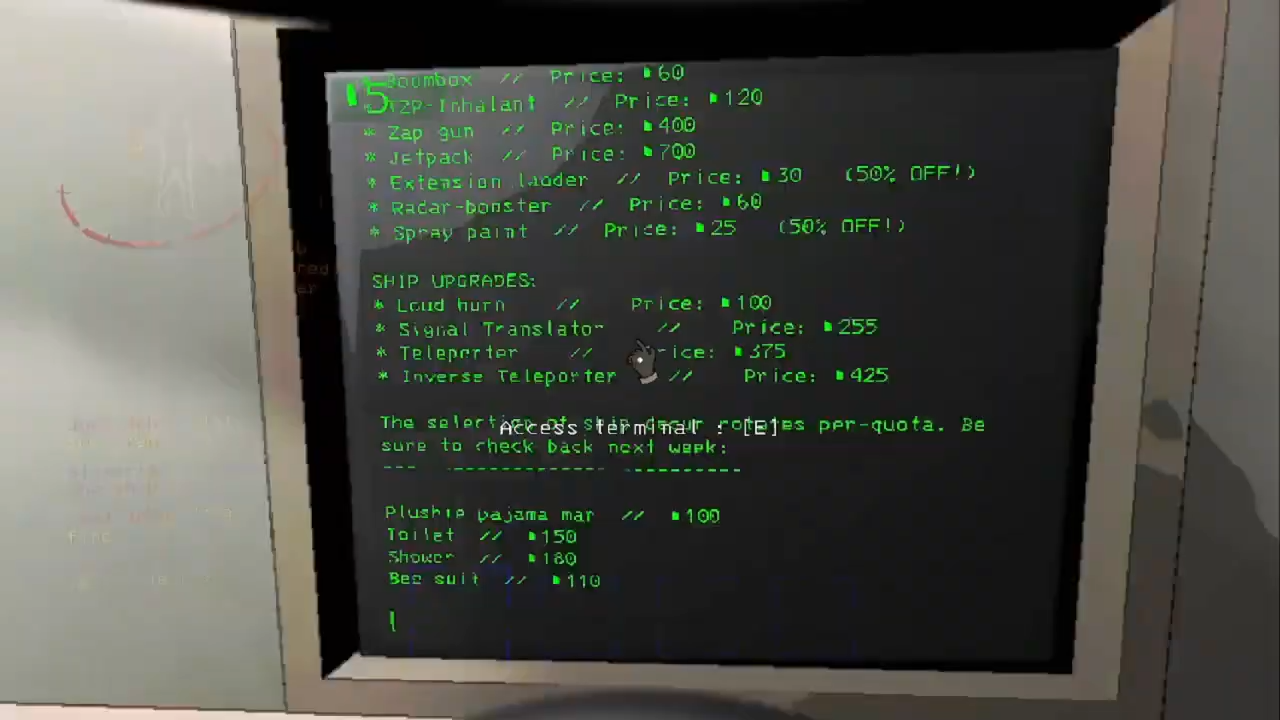 * Boombox // Price: 60
5
* TZP-Inhalant // Price: 120
* Zap gun // Price: 400
* Jetpack // Price: 700
* Extension ladder // Price: 30 (50% OFF!)
* Radar-booster // Price: 60
* Spray paint // Price: 25 (50% OFF!)
SHIP UPGRADES:
* Loud horn // Price: 100
* Signal Translator // Price: 255
* Teleporter // Price: 375
* Inverse Teleporter // Price: 425
The selection of ship decor rotates per-quota. Be
Access terminal : [E]
sure to check back next week:
Plushie pajama man // 100
Toilet // 150
Shower // 180
Bee suit // 110